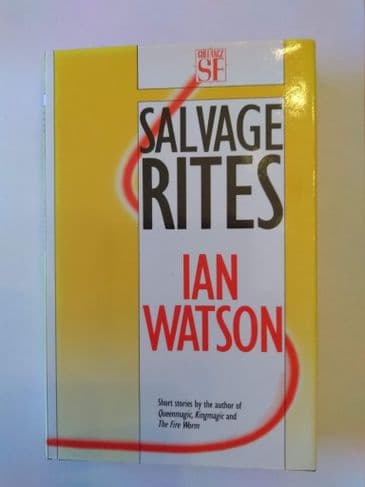 GOLLANCZ
SF
SALVAGE
RITES
IAN
WATSON
Short stories by the author of
Queenmagic, Kingmagic and
The Fire Worm